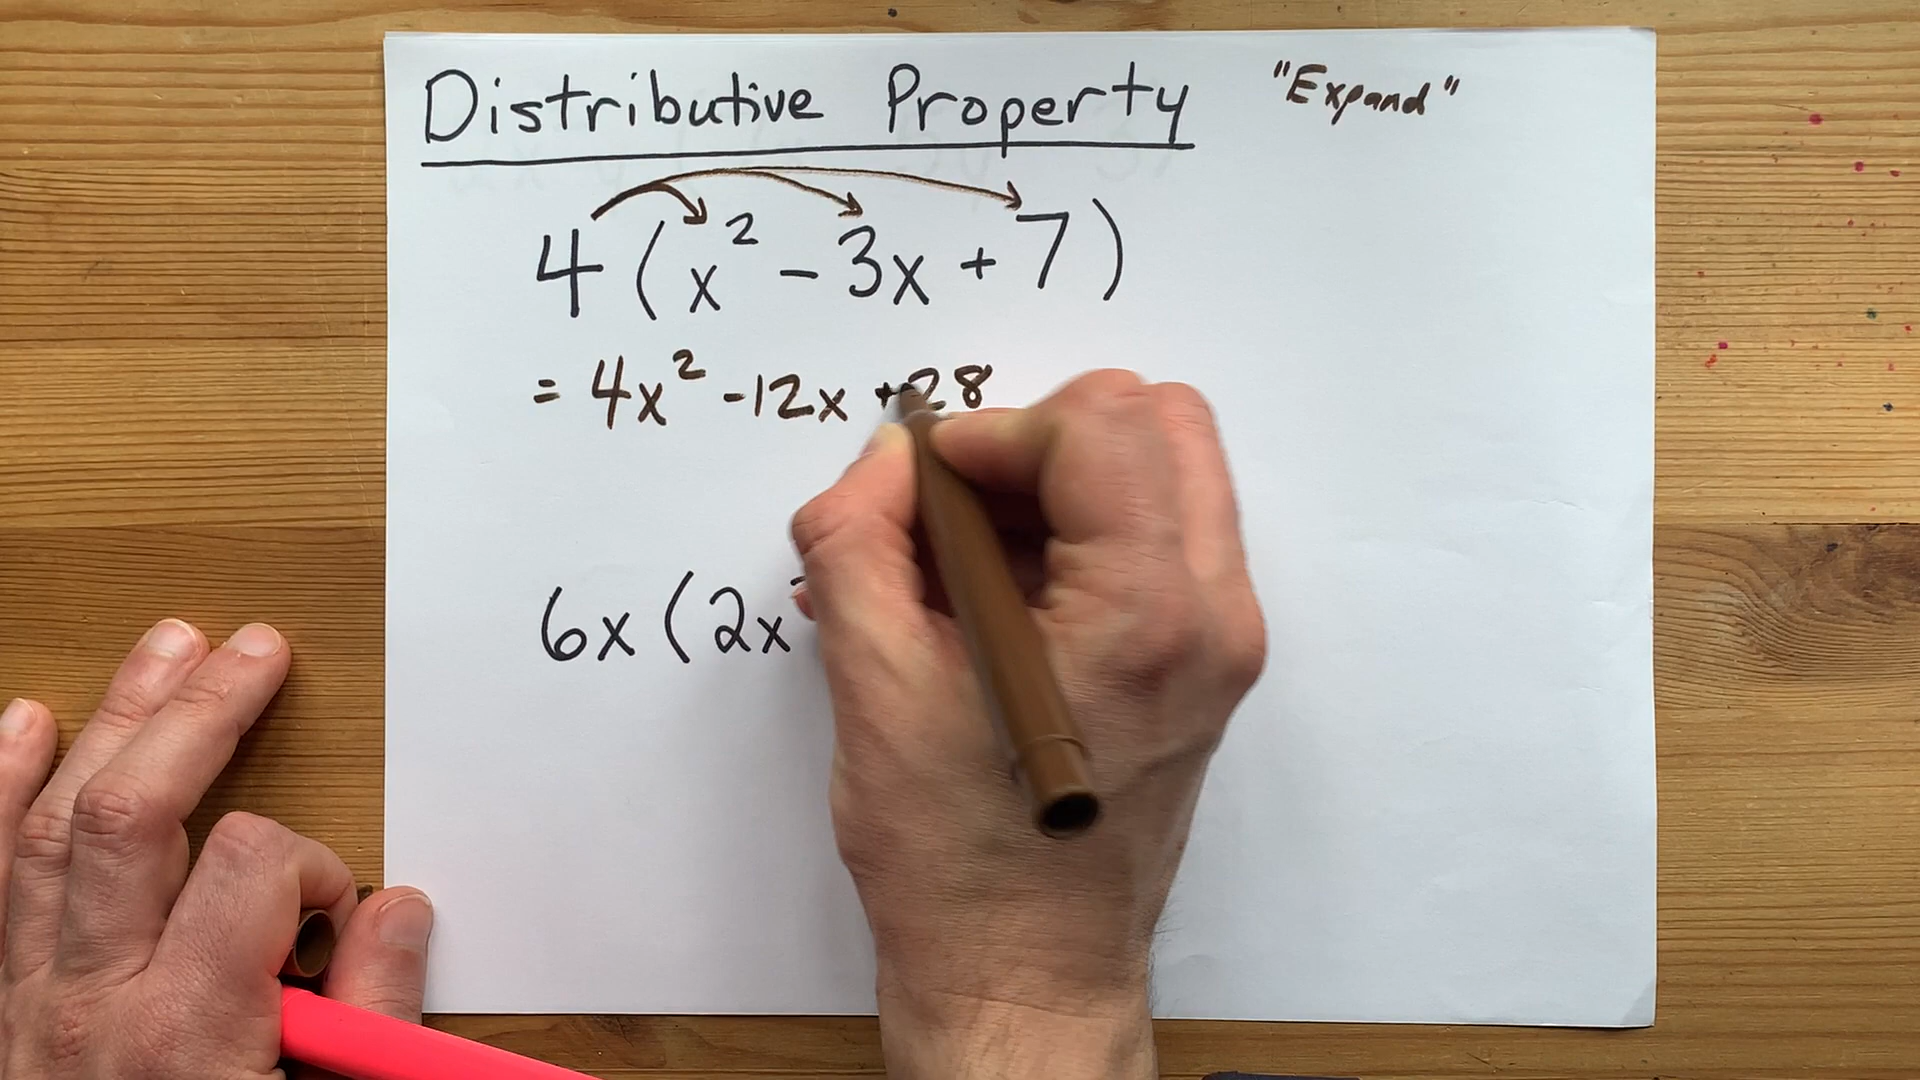 Distributive Property "Expand"
4(x² - 3x + 7)
= 4x² -12x +28
6x(2x